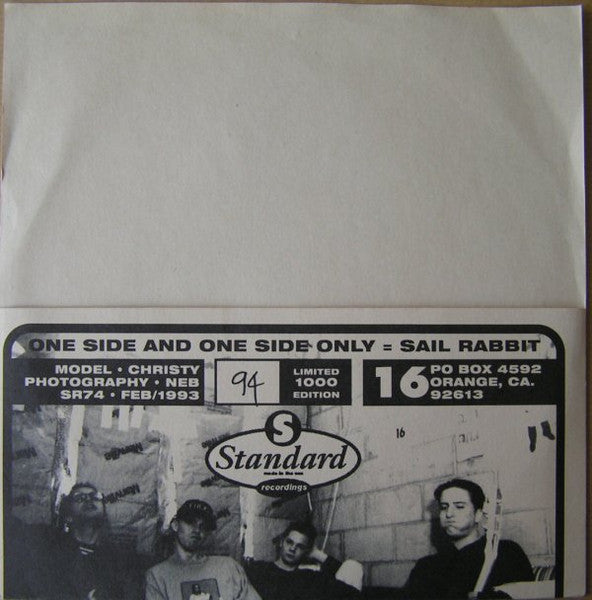 ONE SIDE AND ONE SIDE ONLY = SAIL RABBIT
MODEL • CHRISTY
PHOTOGRAPHY • NEB
SR74 • FEB/1993
94
LIMITED
1000
EDITION
16
PO BOX 4592
ORANGE, CA.
92613
S
Standard
made in the usa
recordings
16